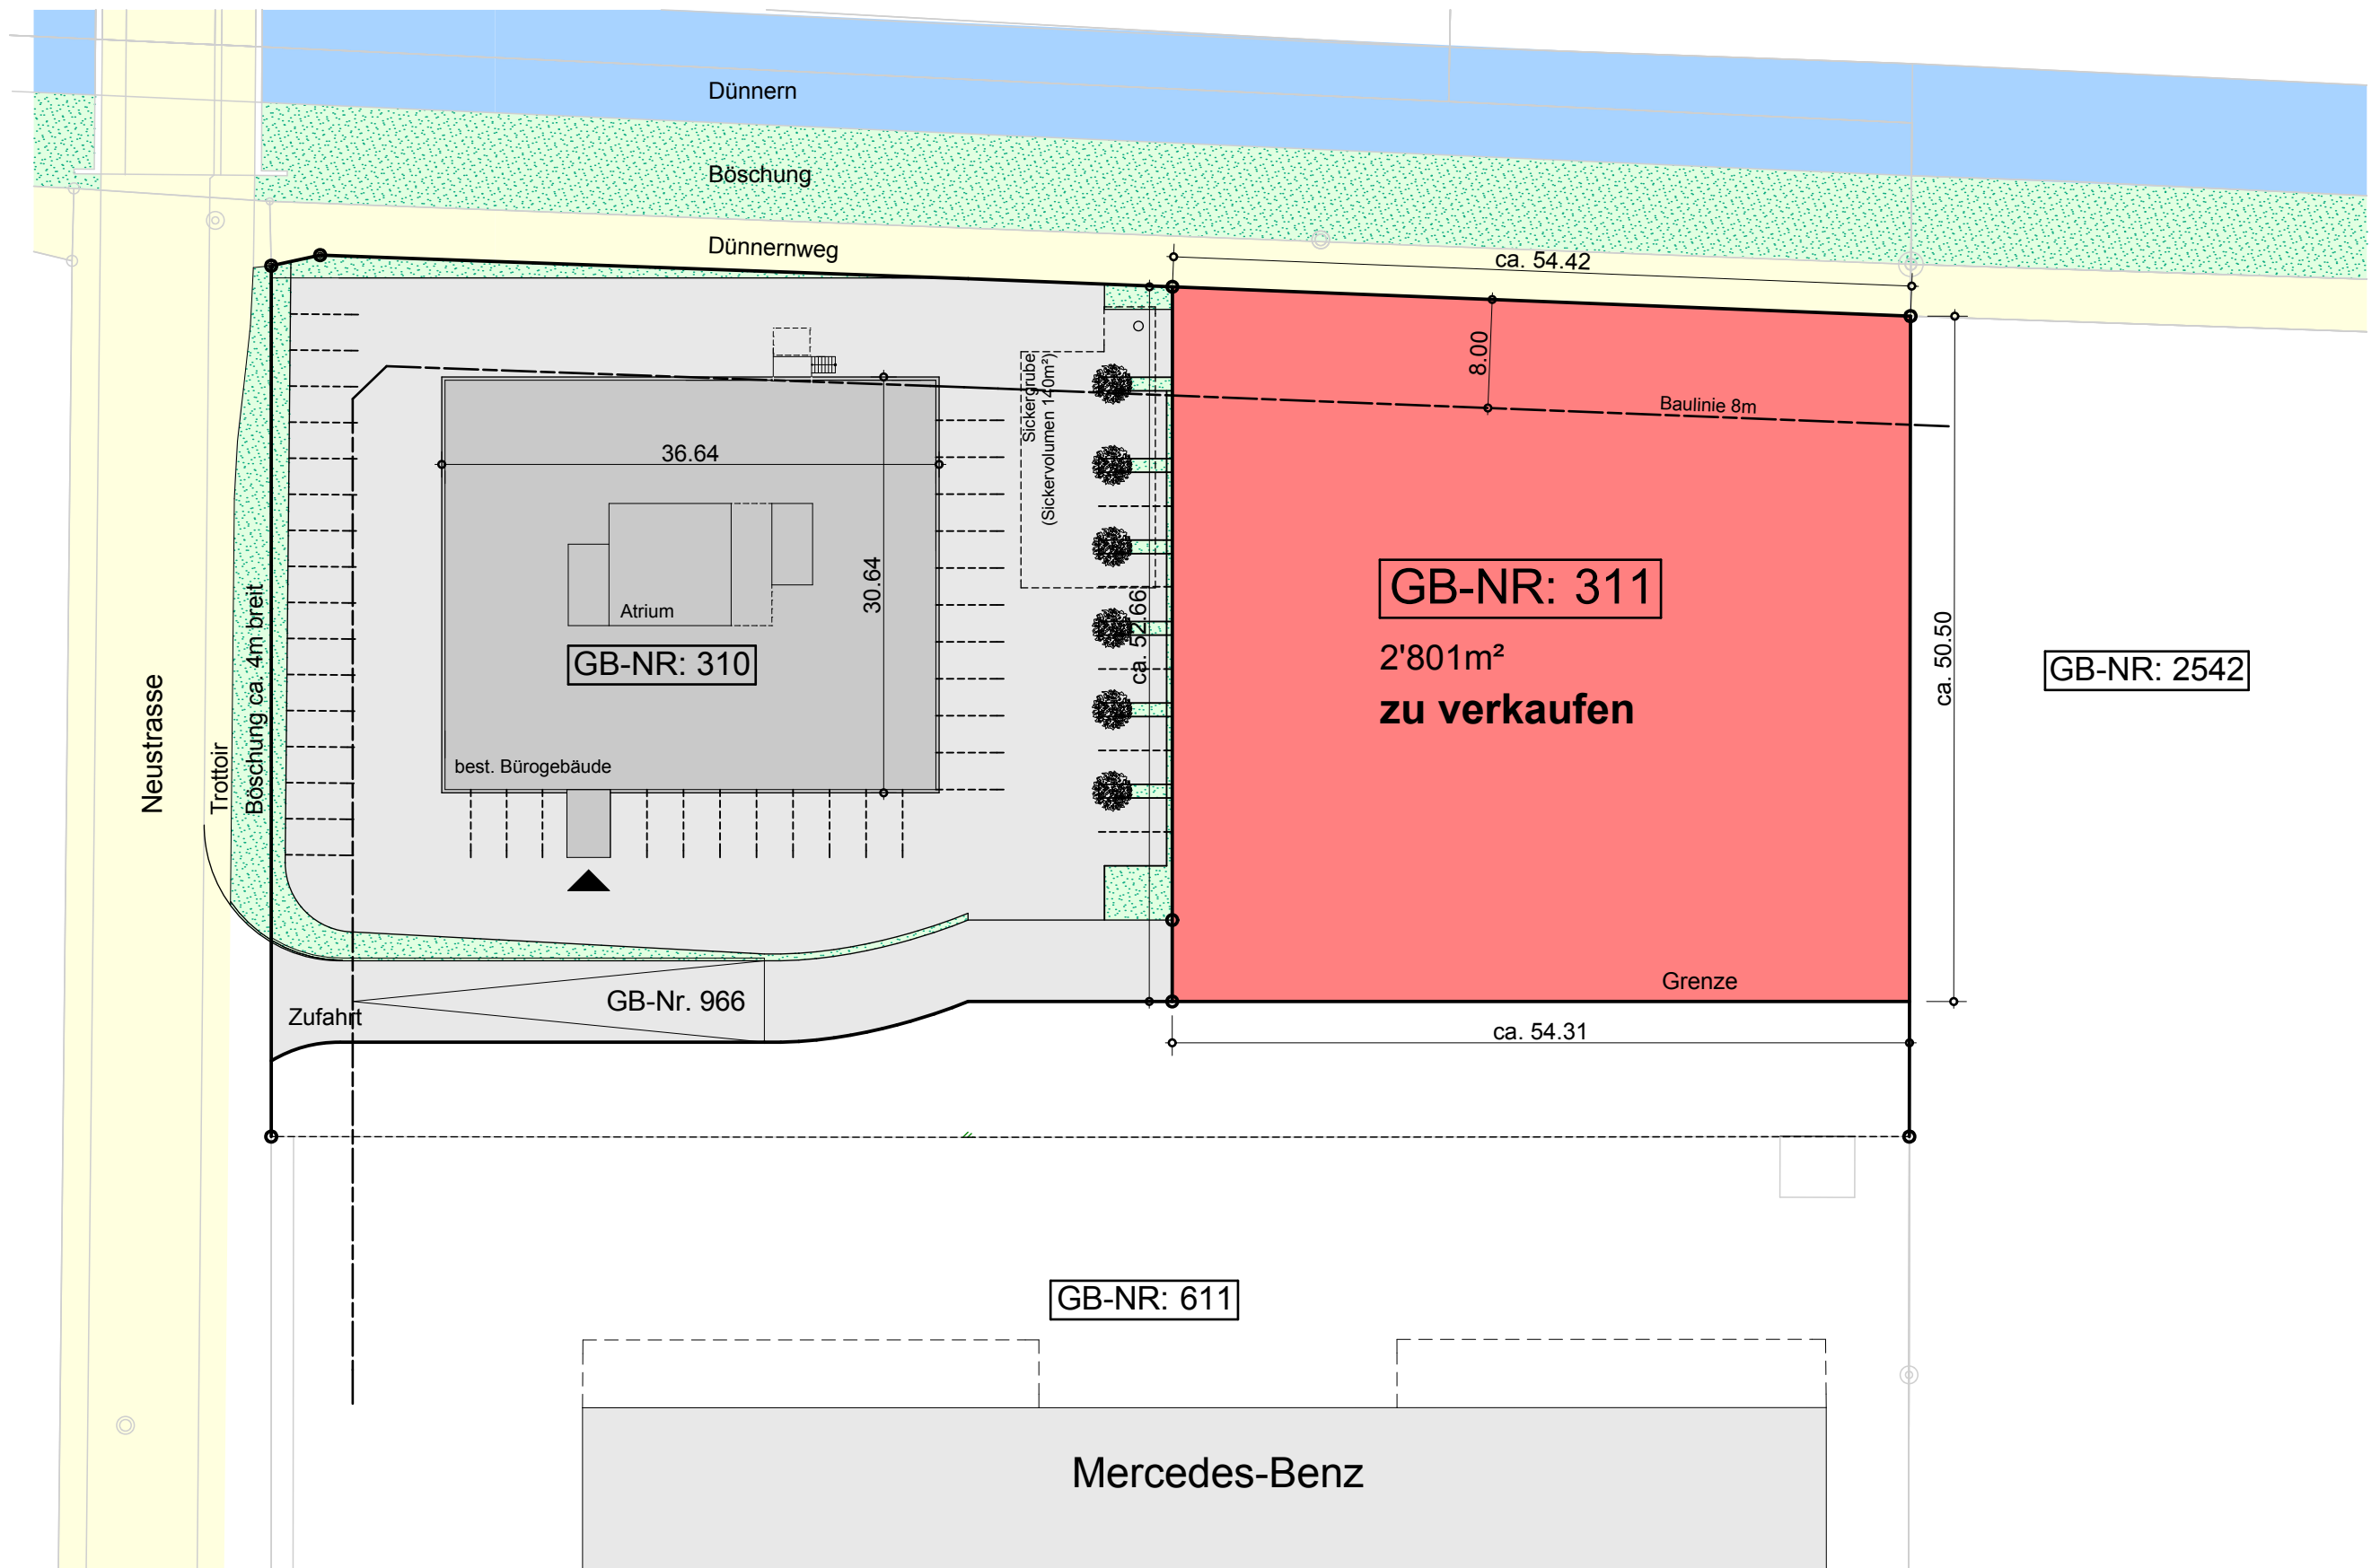 Dünnern
Böschung
Dünnernweg
ca. 54.42
8.00
Baulinie 8m
Sickergrube
(Sickervolumen 140m²)
36.64
30.64
Atrium
GB-NR: 310
best. Bürogebäude
ca. 52.66
GB-NR: 311
2'801m²
zu verkaufen
ca. 50.50
GB-NR: 2542
Neustrasse
Trottoir
Böschung ca. 4m breit
Grenze
GB-Nr. 966
Zufahrt
ca. 54.31
GB-NR: 611
Mercedes-Benz